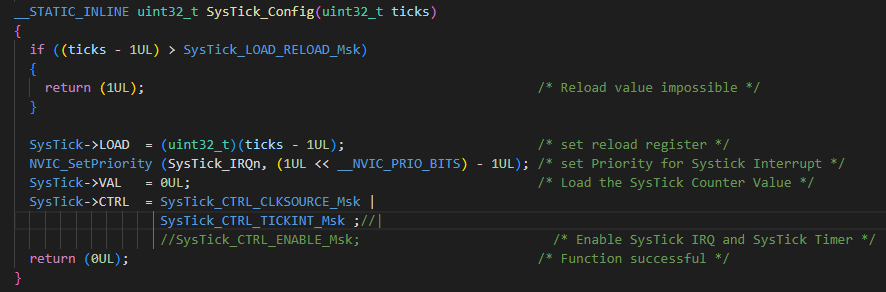 __STATIC_INLINE uint32_t SysTick_Config(uint32_t ticks)
{
  if ((ticks - 1UL) > SysTick_LOAD_RELOAD_Msk)
  {
    return (1UL);                                                   /* Reload value impossible */
  }
  SysTick->LOAD  = (uint32_t)(ticks - 1UL);                         /* set reload register */
  NVIC_SetPriority (SysTick_IRQn, (1UL << __NVIC_PRIO_BITS) - 1UL); /* set Priority for Systick Interrupt */
  SysTick->VAL   = 0UL;                                             /* Load the SysTick Counter Value */
  SysTick->CTRL  = SysTick_CTRL_CLKSOURCE_Msk |
                   SysTick_CTRL_TICKINT_Msk ;//|
                   //SysTick_CTRL_ENABLE_Msk;                         /* Enable SysTick IRQ and SysTick Timer */
  return (0UL);                                                     /* Function successful */
}